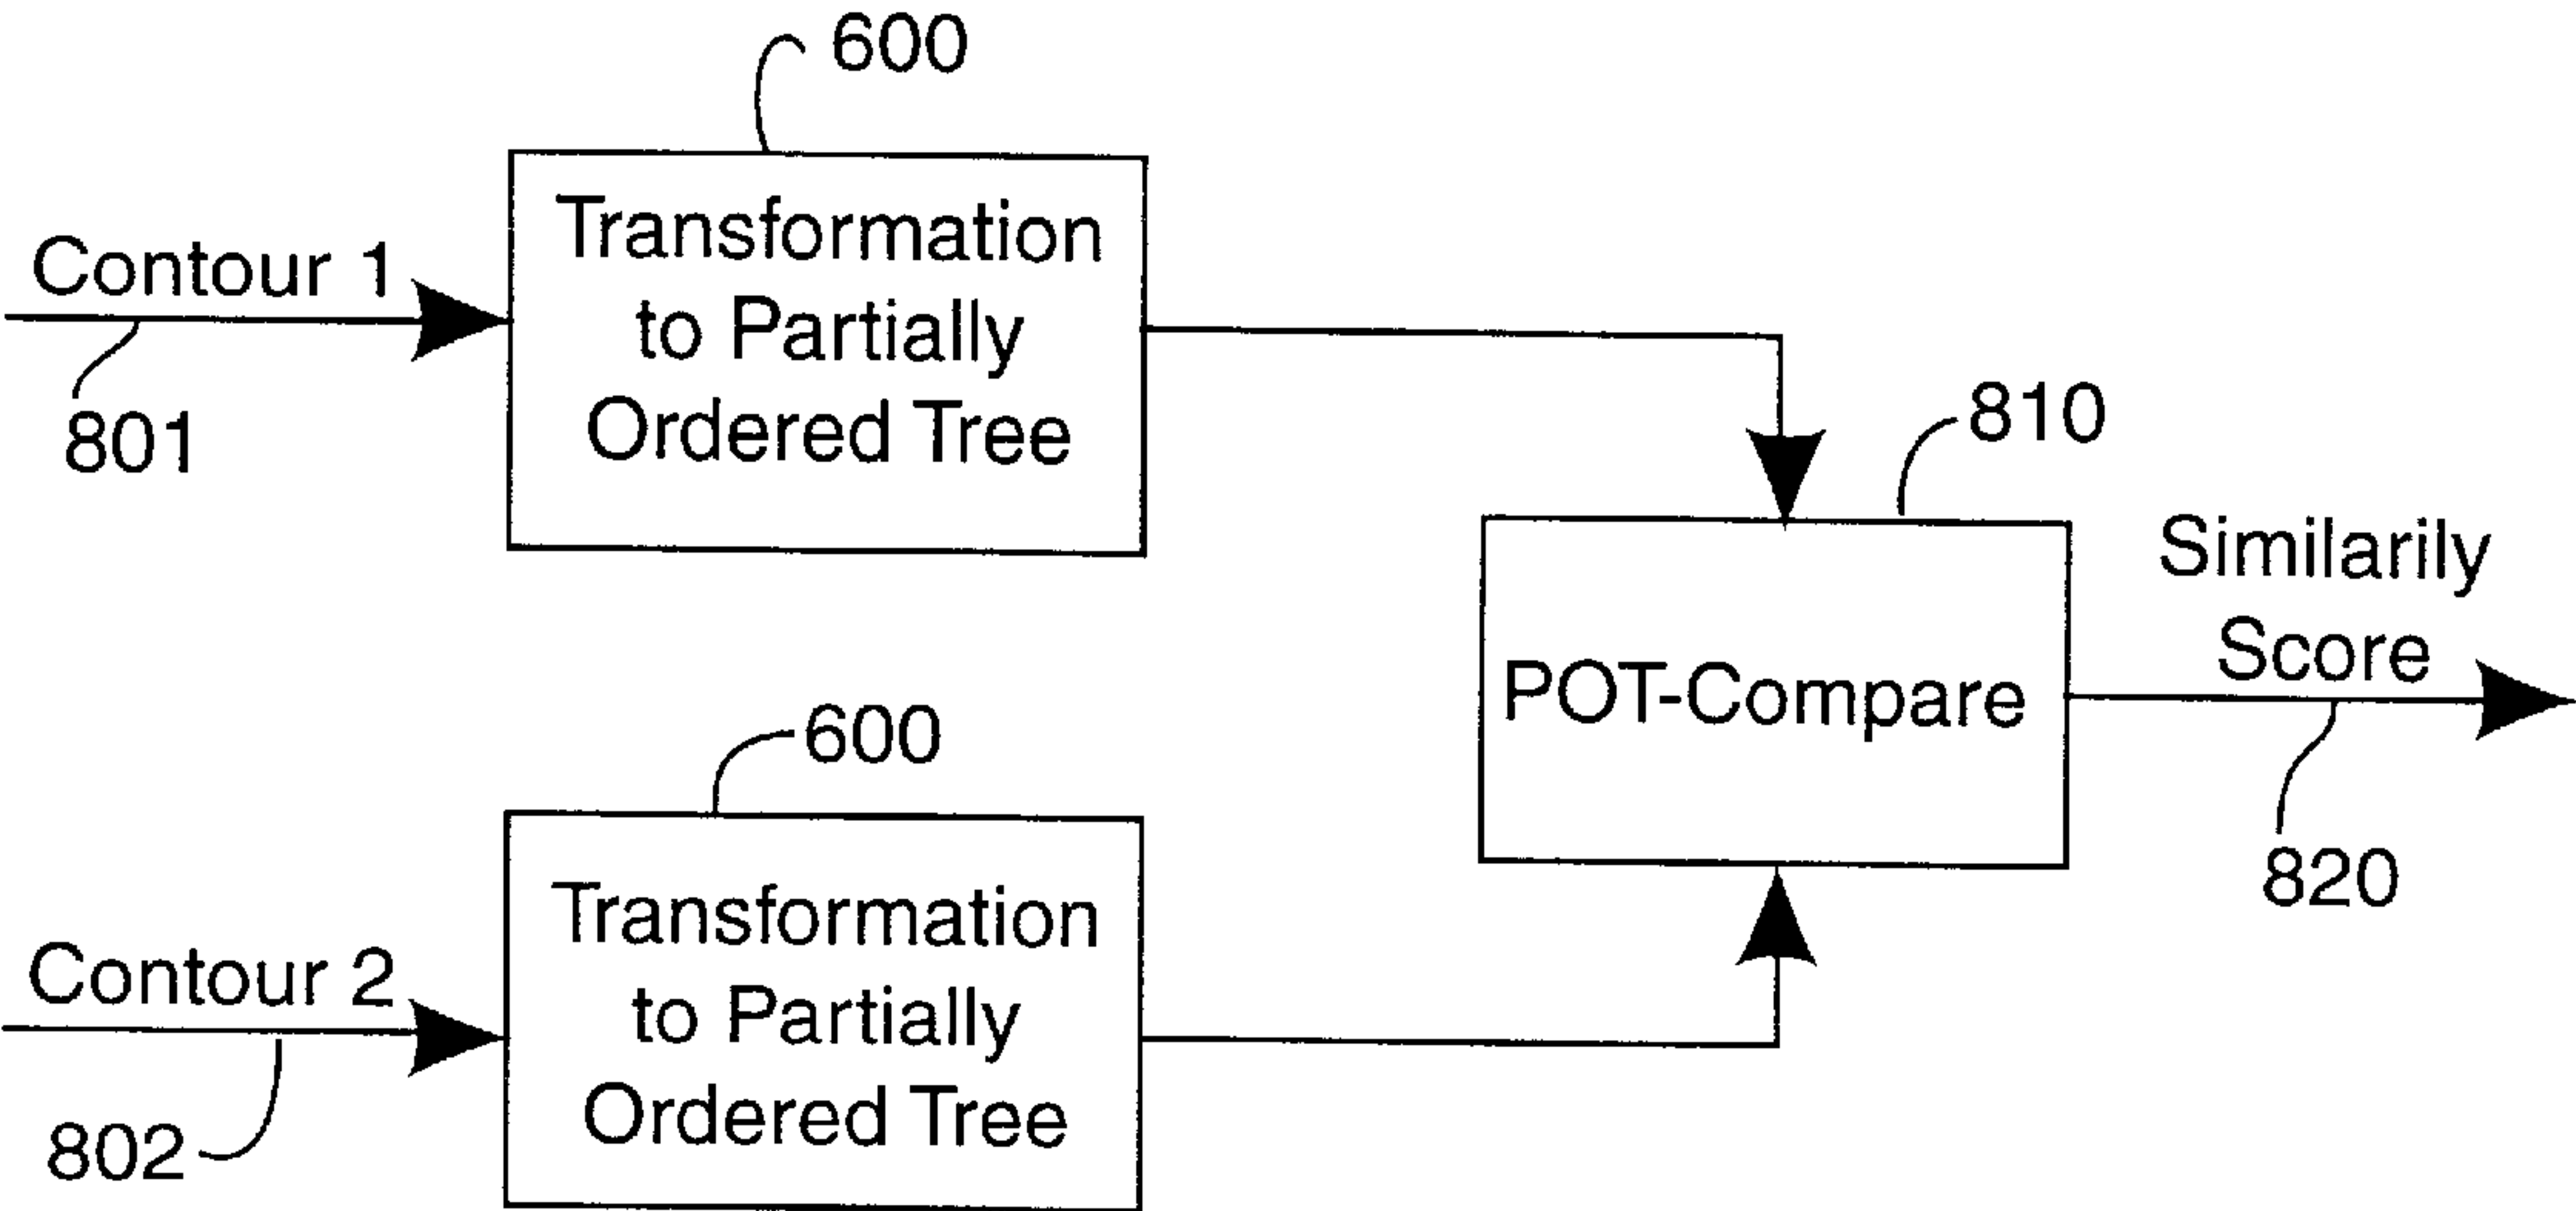 600
Transformation
to Partially
Ordered Tree
Contour 1
801
810
Similarily
Score
POT-Compare
820
600
Transformation
to Partially
Ordered Tree
Contour 2
802